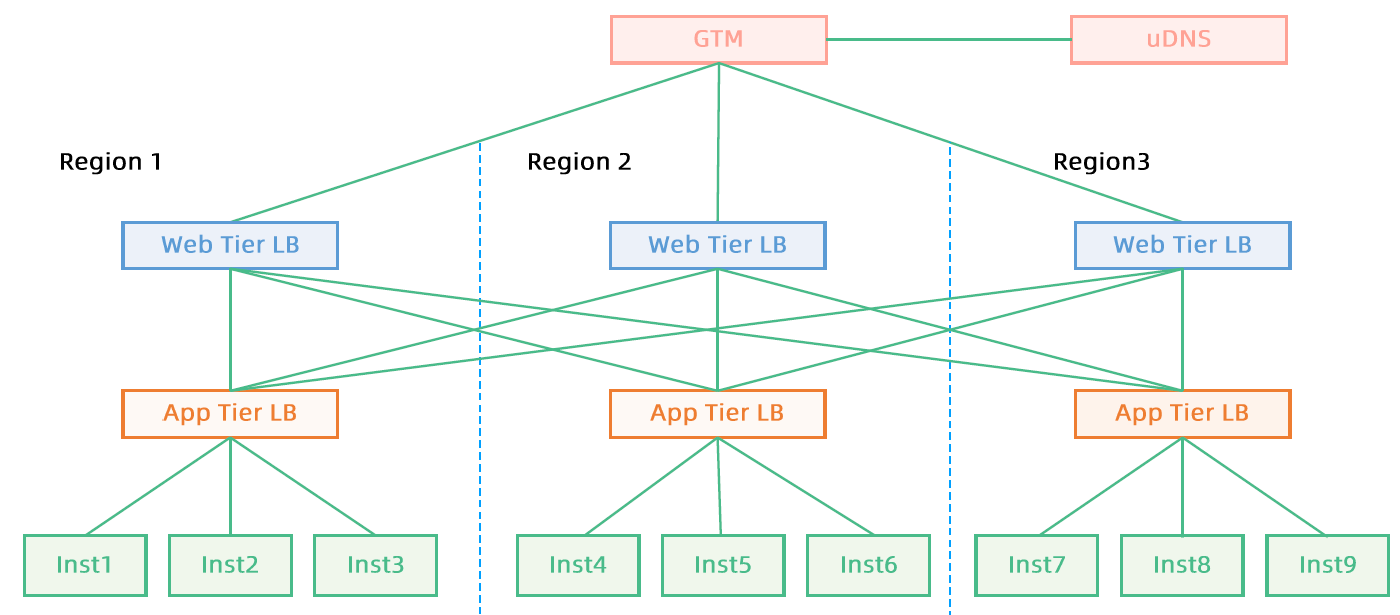 GTM
uDNS
Region 1
Region 2
Region3
Web Tier LB
Web Tier LB
Web Tier LB
App Tier LB
App Tier LB
App Tier LB
Inst1
Inst2
Inst3
Inst4
Inst5
Inst6
Inst7
Inst8
Inst9